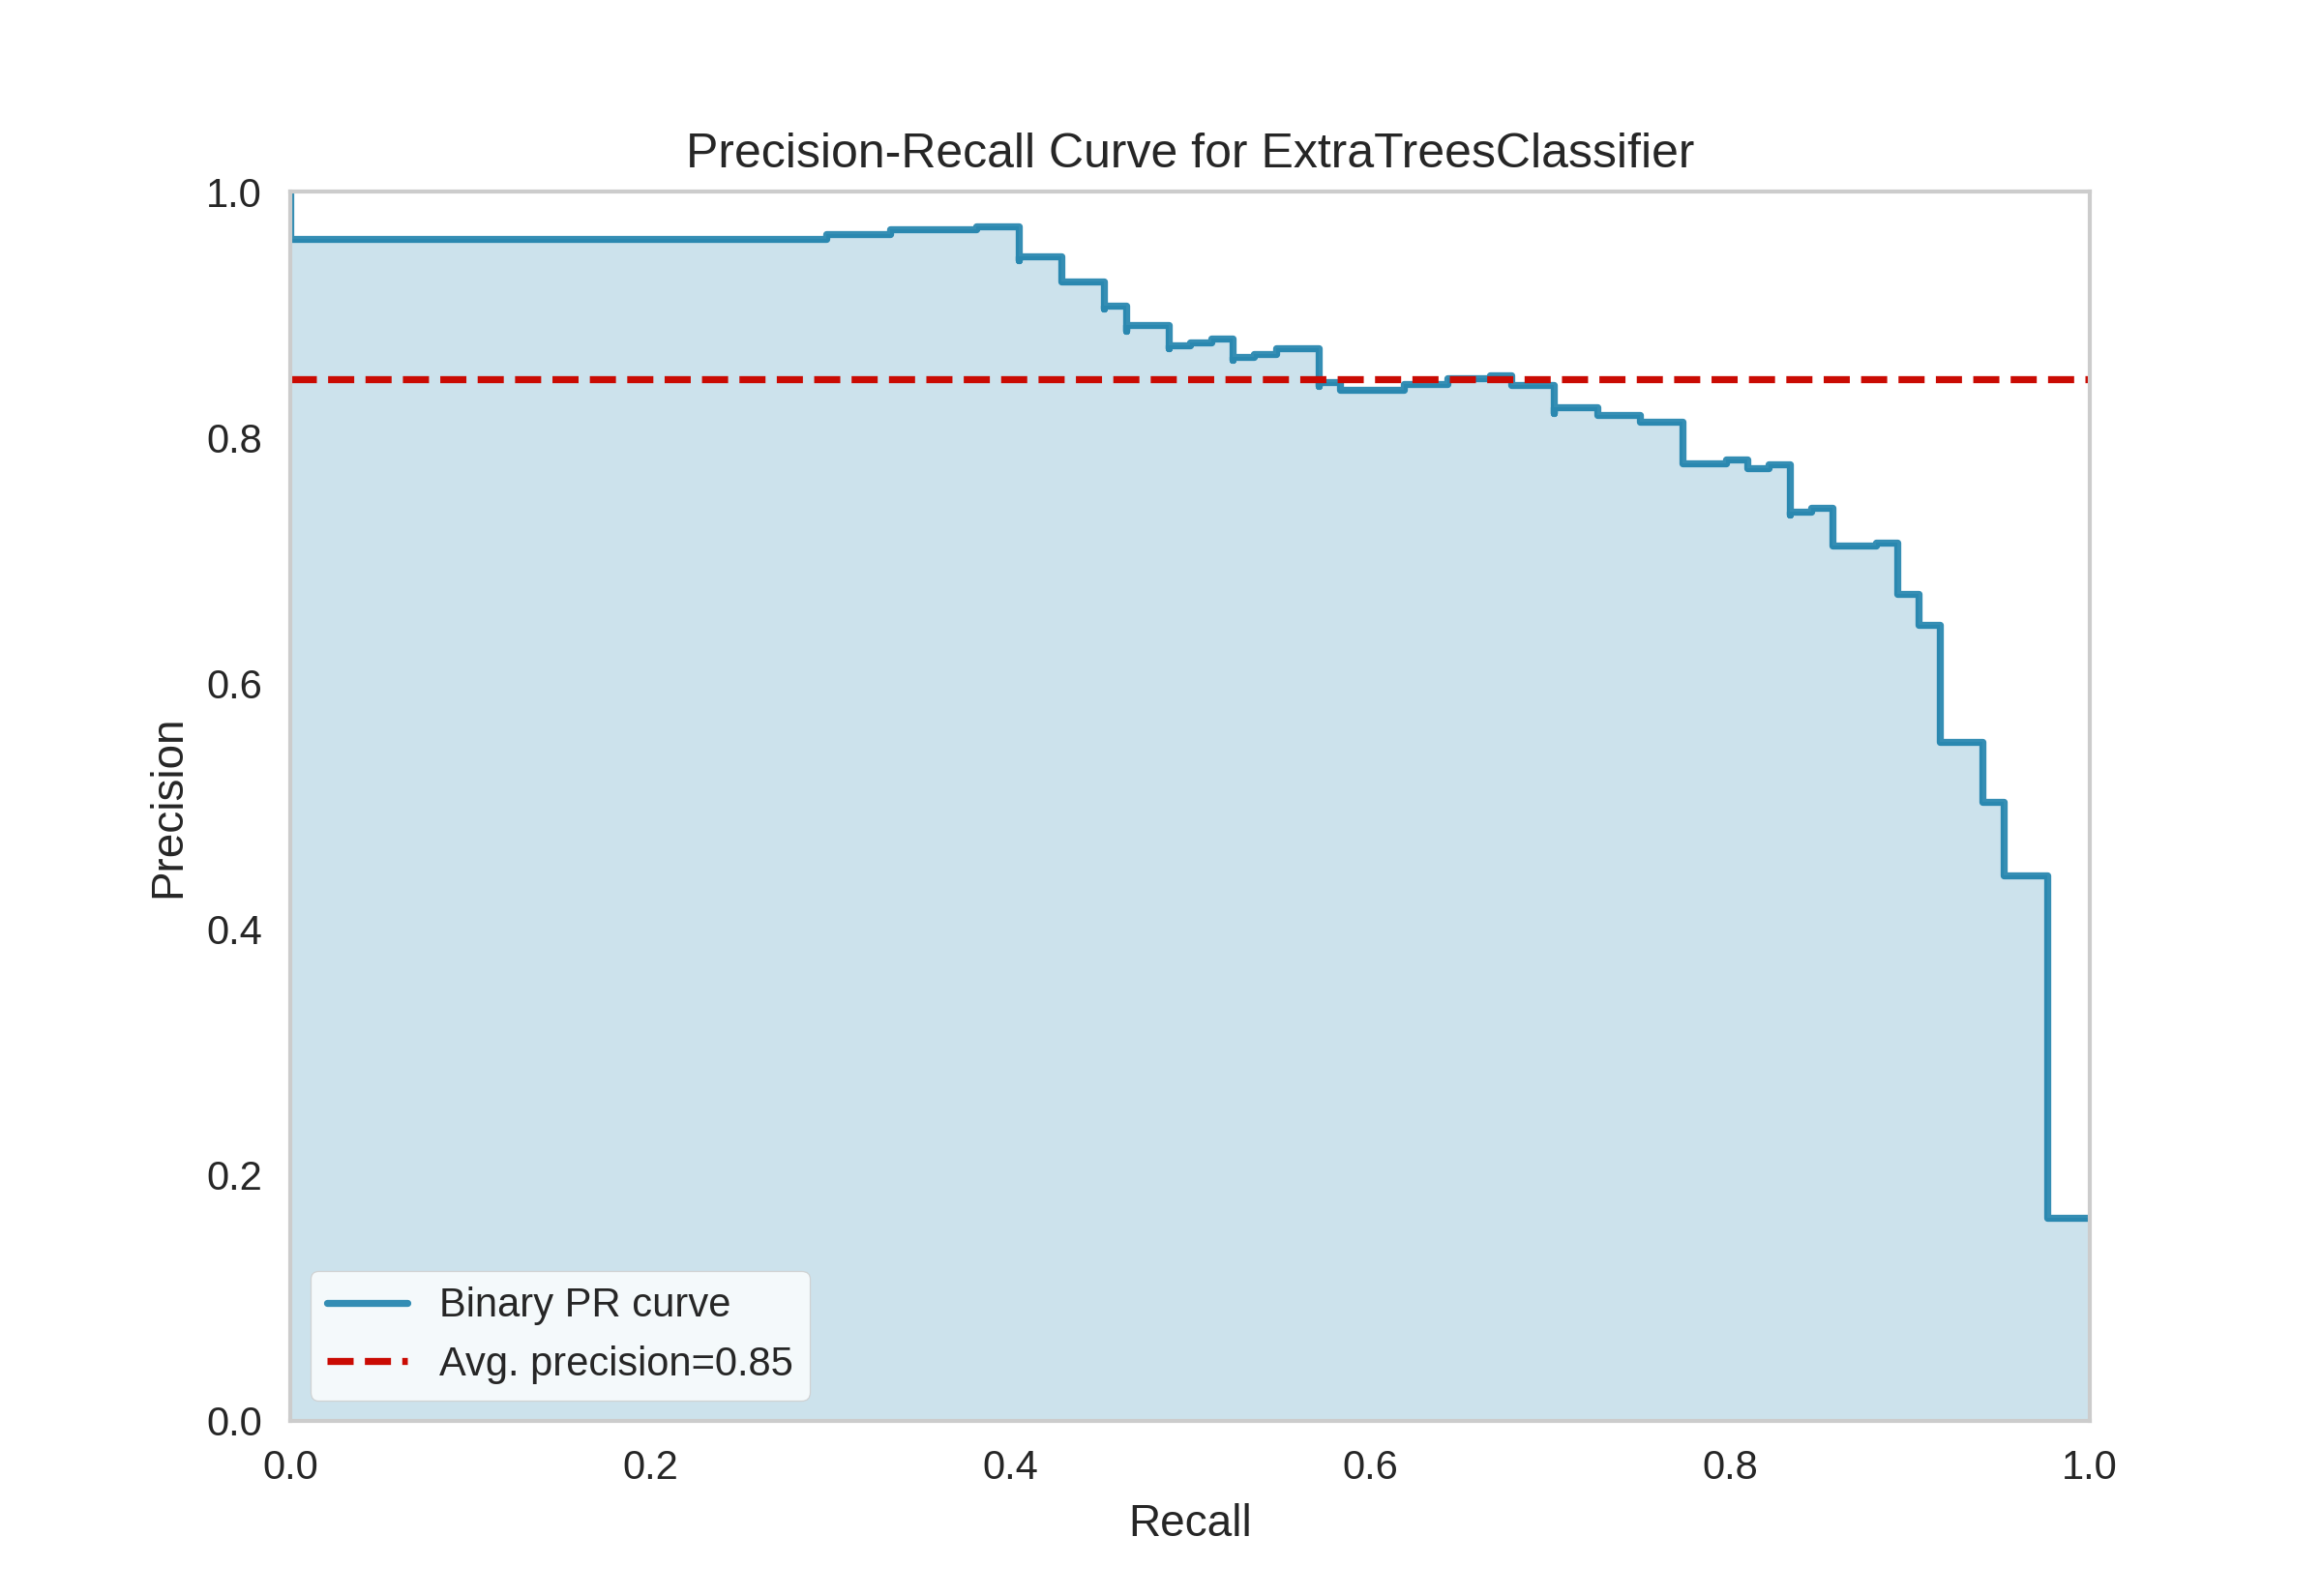 Precision-Recall Curve for ExtraTreesClassifier
1.0
0.8
0.6
0.4
0.2
0.0
Precision
Binary PR curve
Avg. precision=0.85
0.0 0.2 0.4 0.6 0.8 1.0
Recall